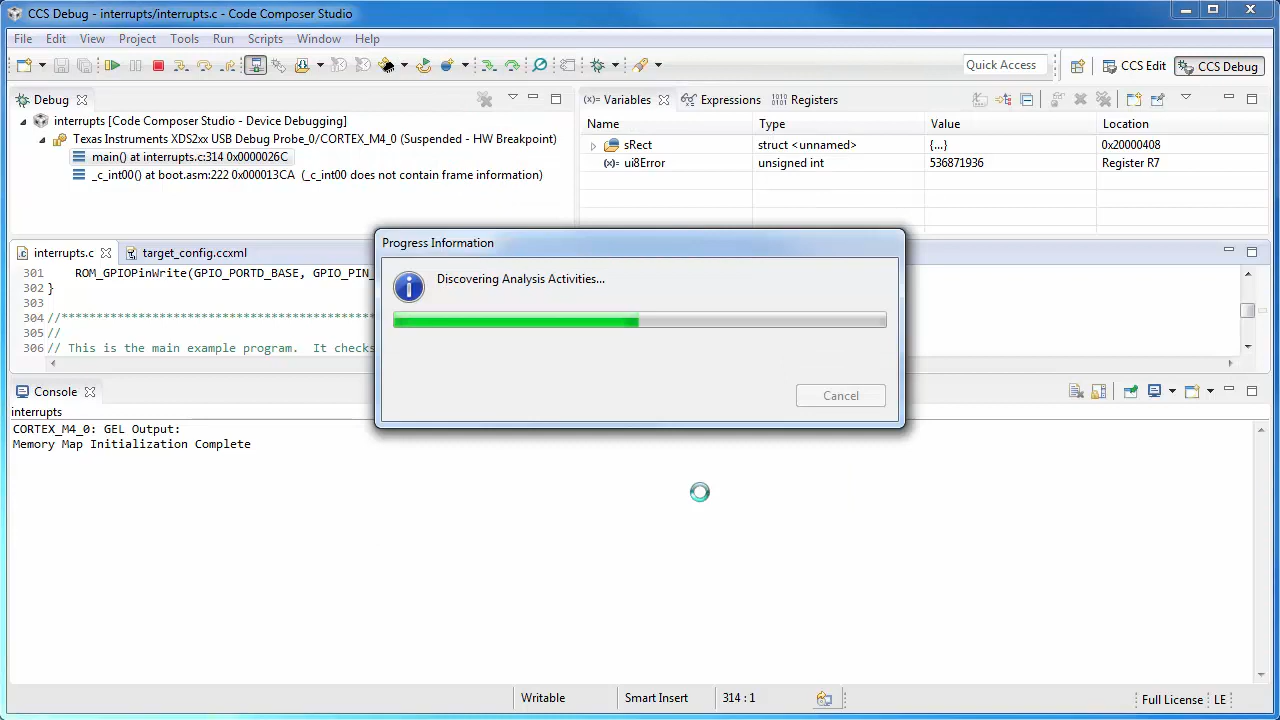 CCS Debug - interrupts/interrupts.c - Code Composer Studio
File Edit View Project Tools Run Scripts Window Help
Quick Access CCS Edit CCS Debug
Debug
interrupts [Code Composer Studio - Device Debugging]
Texas Instruments XDS2xx USB Debug Probe_0/CORTEX_M4_0 (Suspended - HW Breakpoint)
main() at interrupts.c:314 0x0000026C
_c_int00() at boot.asm:222 0x000013CA (_c_int00 does not contain frame information)
(x)= Variables Expressions Registers
Name Type Value Location
sRect struct <unnamed> {...} 0x20000408
(x)= ui8Error unsigned int 536871936 Register R7
interrupts.c target_config.ccxml
301 ROM_GPIOPinWrite(GPIO_PORTD_BASE, GPIO_PIN_
302 }
303
304 //******************************************
305 //
306 // This is the main example program. It checks
Progress Information
Discovering Analysis Activities...
Cancel
Console
interrupts
CORTEX_M4_0: GEL Output:
Memory Map Initialization Complete
Writable Smart Insert 314 : 1 Full License LE